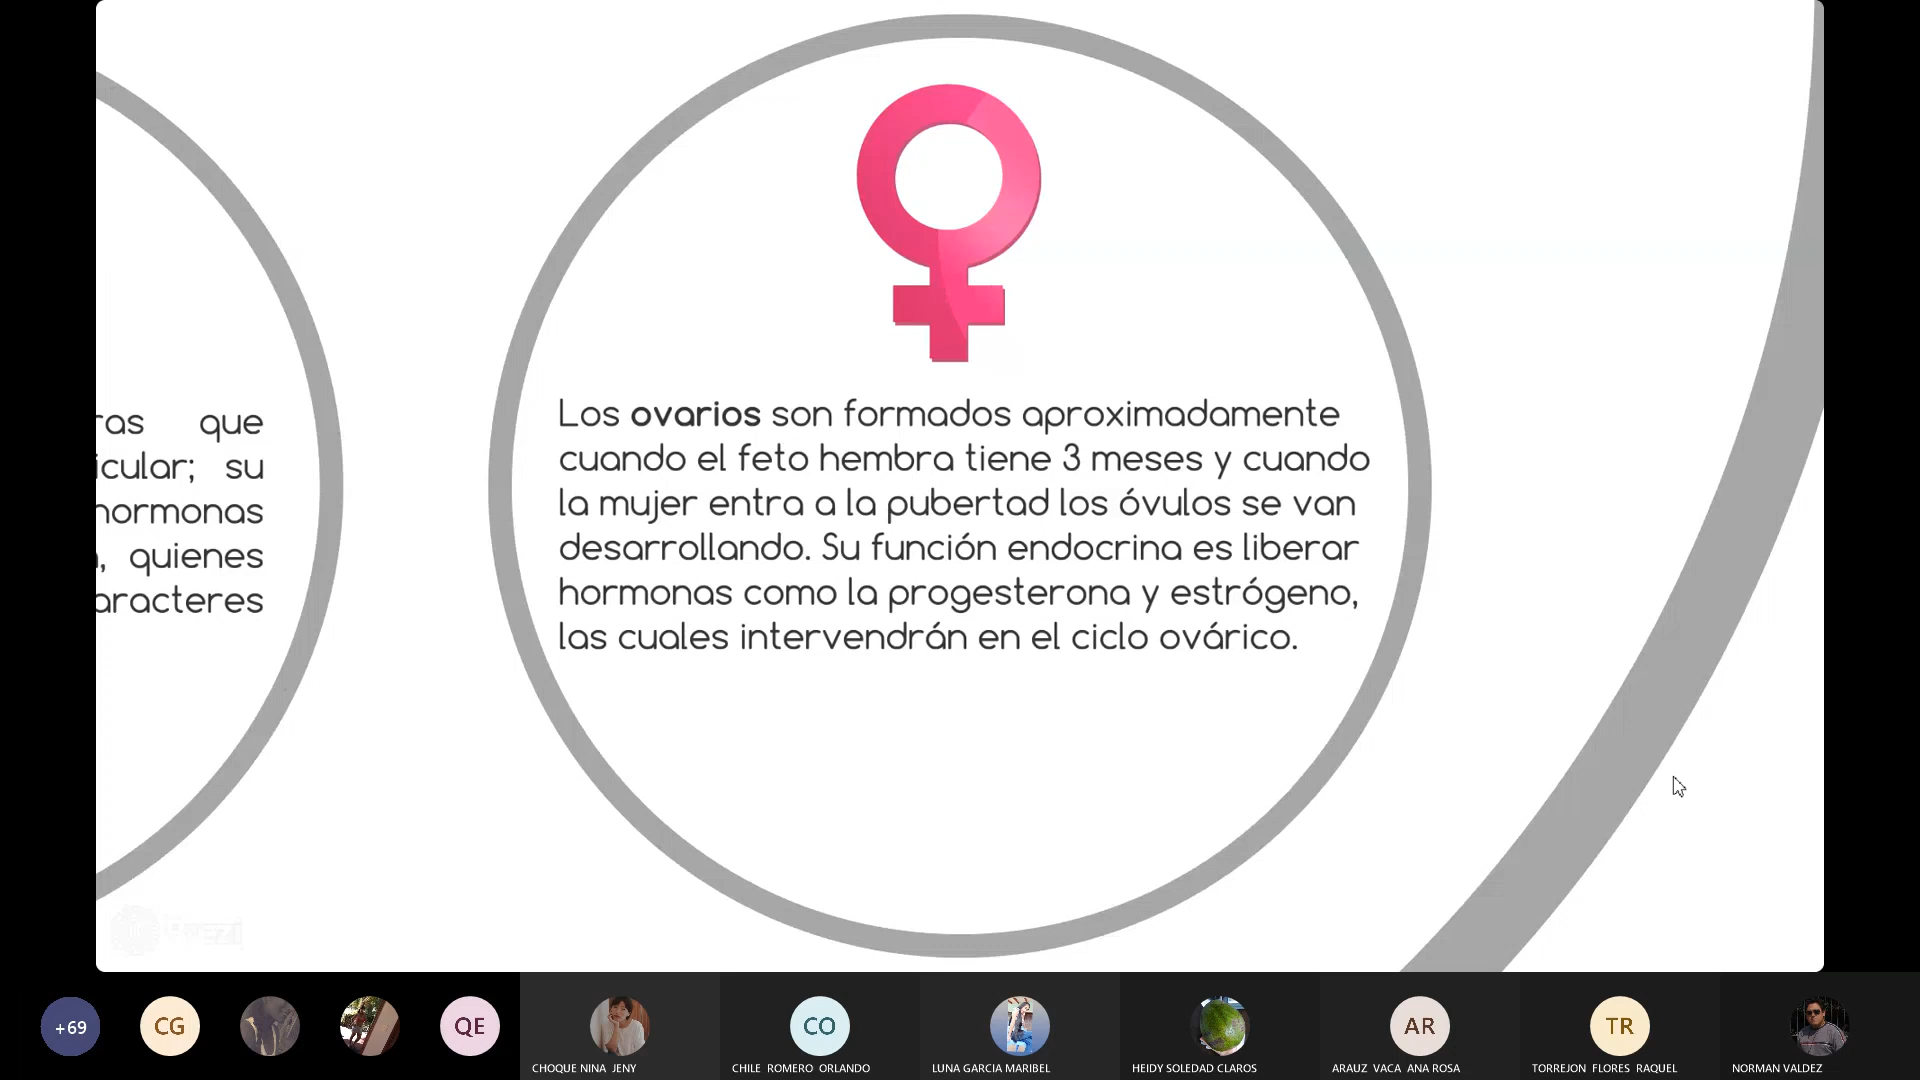 ras que
icular; su
hormonas
, quienes
aracteres
Los ovarios son formados aproximadamente
cuando el feto hembra tiene 3 meses y cuando
la mujer entra a la pubertad los óvulos se van
desarrollando. Su función endocrina es liberar
hormonas como la progesterona y estrógeno,
las cuales intervendrán en el ciclo ovárico.
+69
CG
QE
CO
AR
TR
CHOQUE NINA JENY
CHILE ROMERO ORLANDO
LUNA GARCIA MARIBEL
HEIDY SOLEDAD CLAROS
ARAUZ VACA ANA ROSA
TORREJON FLORES RAQUEL
NORMAN VALDEZ